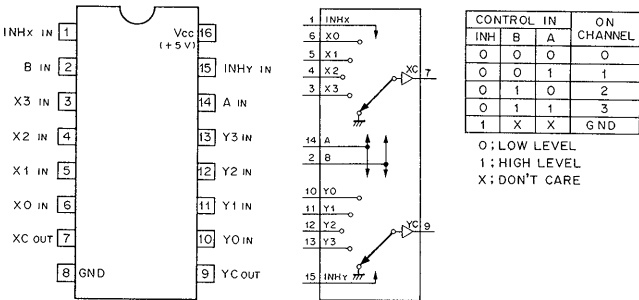 INHX IN 1
B IN 2
X3 IN 3
X2 IN 4
X1 IN 5
X0 IN 6
XC OUT 7
8 GND
Vcc 16
(+5V)
15 INHY IN
14 A IN
13 Y3 IN
12 Y2 IN
11 Y1 IN
10 Y0 IN
9 YC OUT
1 INHX
6 X0
5 X1
4 X2
3 X3
XC 7
14 A
2 B
10 Y0
11 Y1
12 Y2
13 Y3
YC 9
15 INHY
CONTROL IN ON CHANNEL
INH B A
0 0 0 0
0 0 1 1
0 1 0 2
0 1 1 3
1 X X GND
0; LOW LEVEL
1; HIGH LEVEL
X; DON'T CARE